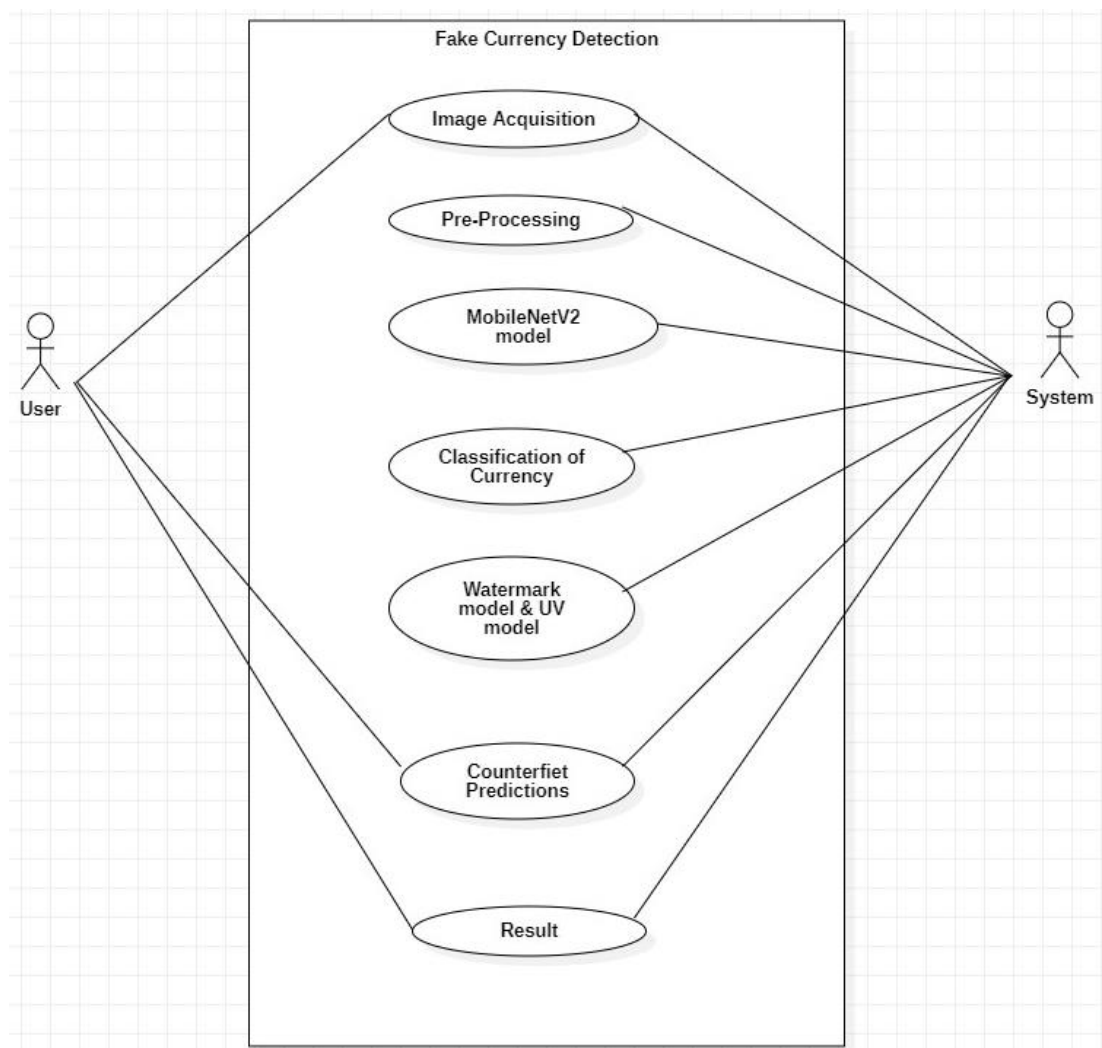 Fake Currency Detection
Image Acquisition
Pre-Processing
MobileNetV2
model
User
System
Classification of
Currency
Watermark
model & UV
model
Counterfiet
Predictions
Result